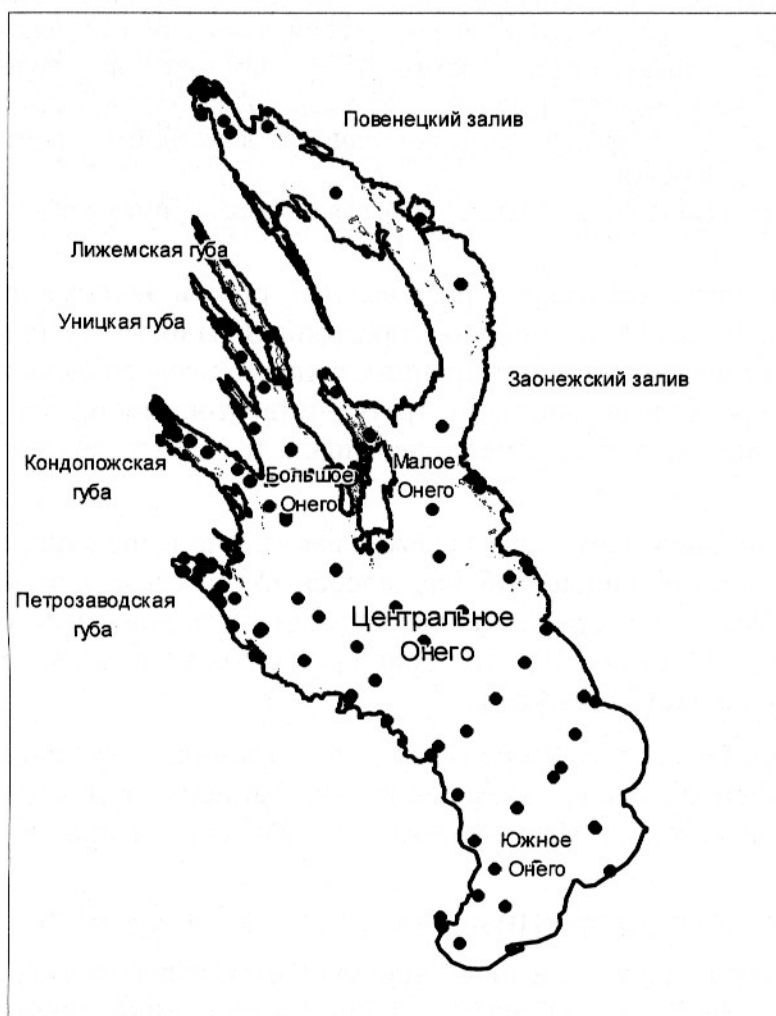 Повенецкий залив
Лижемская губа
Уницкая губа
Заонежский залив
Кондопожская
губа
Большое
Онего
Малое
Онего
Петрозаводская
губа
Центральное
Онего
Южное
Онего